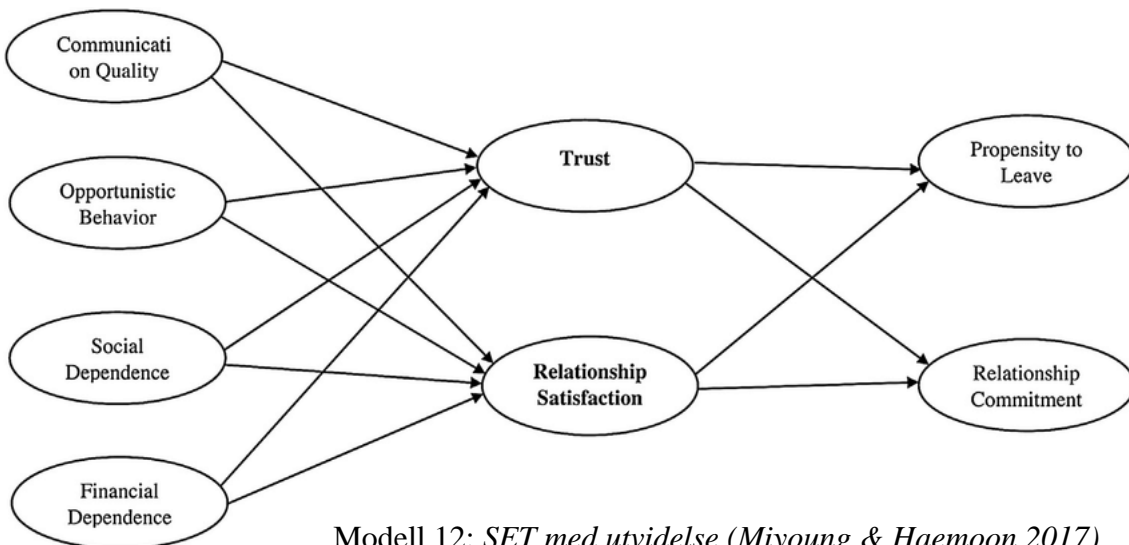 Communicati
on Quality
Opportunistic
Behavior
Social
Dependence
Financial
Dependence
Trust
Relationship
Satisfaction
Propensity to
Leave
Relationship
Commitment
Modell 12: SET med utvidelse (Miyoung & Haemoon 2017)